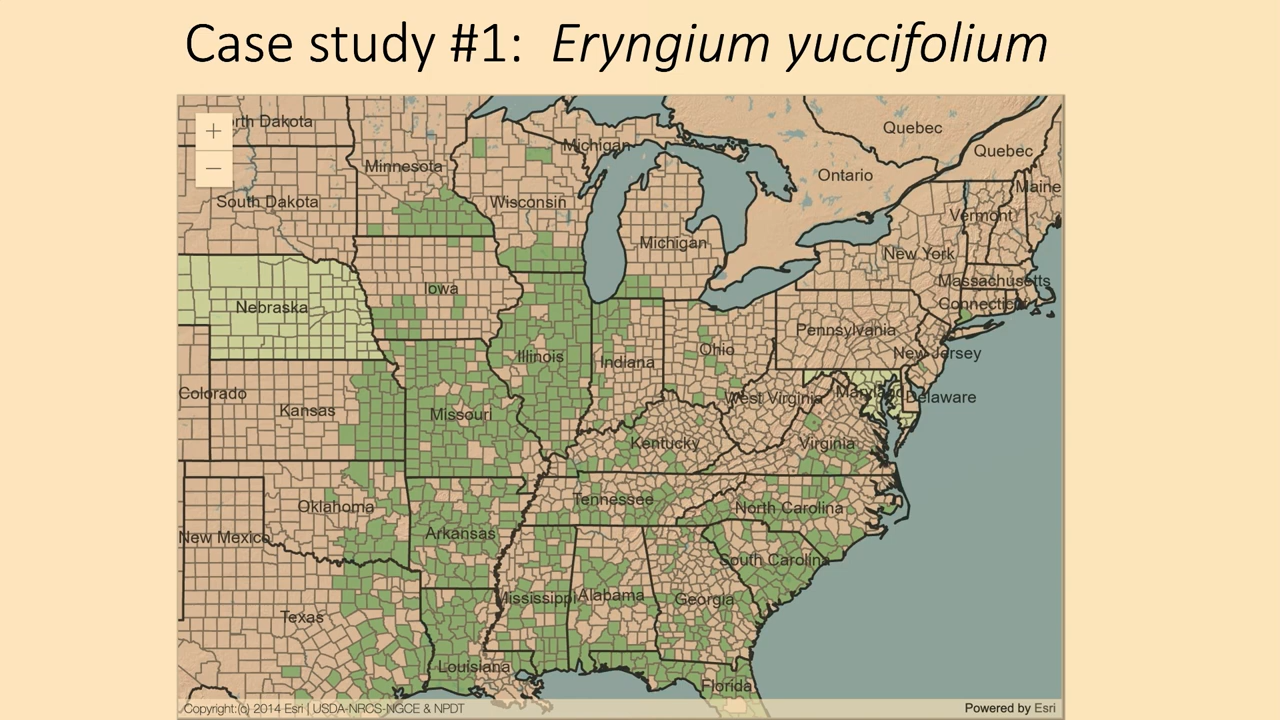 Case study #1: Eryngium yuccifolium
+
−
rth Dakota
Minnesota
South Dakota
Wisconsin
Michigan
Michigan
Ontario
Quebec
Quebec
Maine
Vermont
New York
Massachusetts
Connecticut
Nebraska
Iowa
Illinois
Indiana
Ohio
Pennsylvania
New Jersey
Colorado
Kansas
Missouri
West Virginia
Maryland
Delaware
Kentucky
Virginia
Oklahoma
Tennessee
North Carolina
New Mexico
Arkansas
South Carolina
Texas
Mississippi
Alabama
Georgia
Louisiana
Florida
Copyright:(c) 2014 Esri | USDA-NRCS-NGCE & NPDT
Powered by Esri